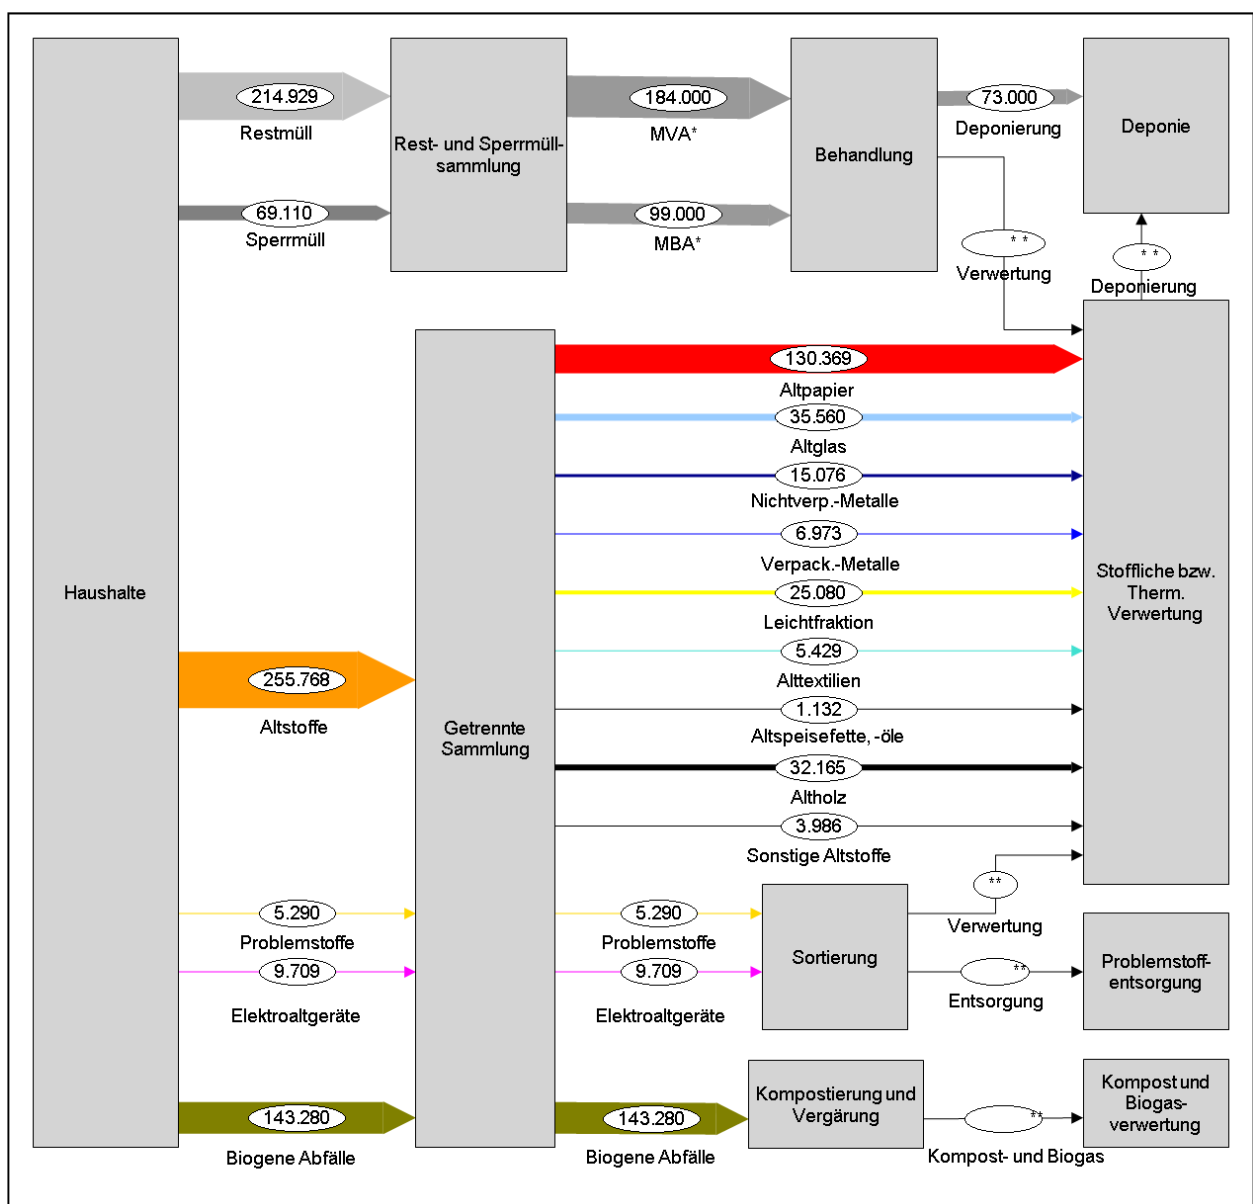 Haushalte
214.929
Restmüll
69.110
Sperrmüll
Rest- und Sperrmüll-
sammlung
184.000
MVA*
99.000
MBA*
Behandlung
73.000
Deponierung
Deponie
**
Verwertung
**
Deponierung
255.768
Altstoffe
5.290
Problemstoffe
9.709
Elektroaltgeräte
143.280
Biogene Abfälle
Getrennte
Sammlung
130.369
Altpapier
35.560
Altglas
15.076
Nichtverp.-Metalle
6.973
Verpack.-Metalle
25.080
Leichtfraktion
5.429
Alttextilien
1.132
Altspeisefette, -öle
32.165
Altholz
3.986
Sonstige Altstoffe
Stoffliche bzw.
Therm.
Verwertung
5.290
Problemstoffe
9.709
Elektroaltgeräte
Sortierung
**
Verwertung
**
Entsorgung
Problemstoff-
entsorgung
143.280
Biogene Abfälle
Kompostierung und
Vergärung
**
Kompost- und Biogas
Kompost und
Biogas-
verwertung